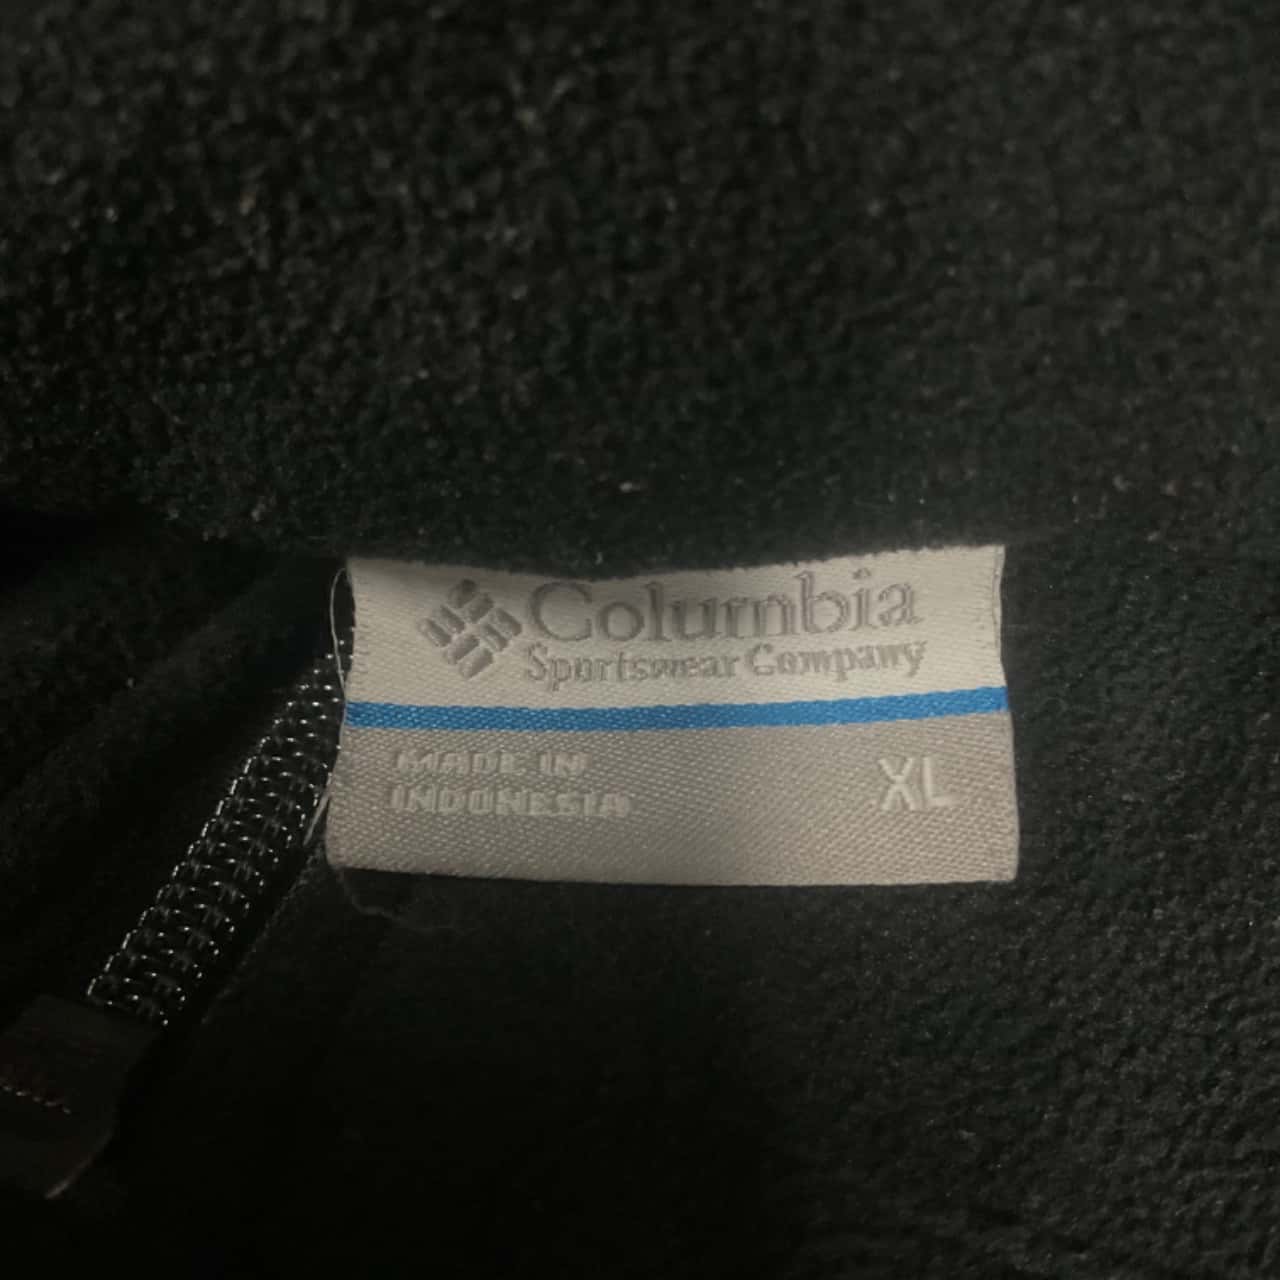 Columbia
Sportswear Company
MADE IN
INDONESIA
XL